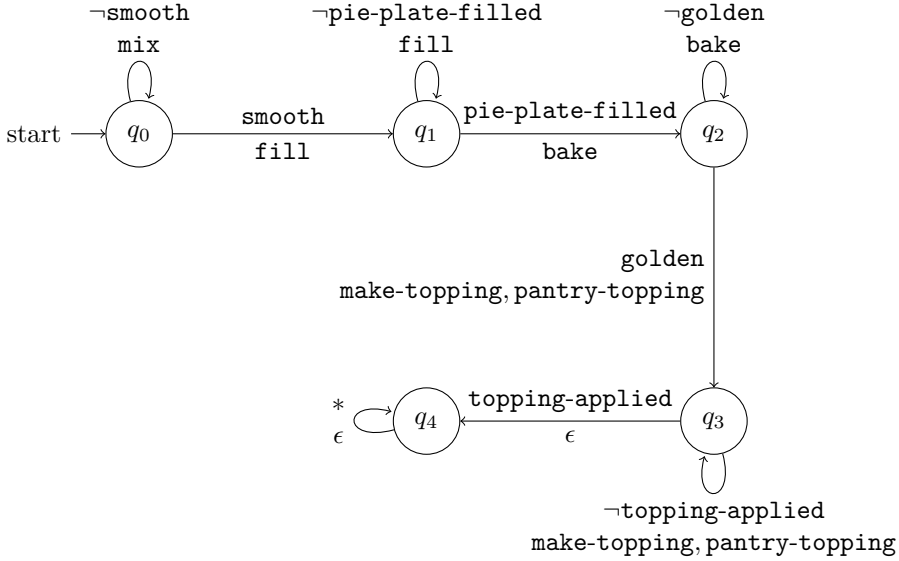 ¬smooth
mix
¬pie-plate-filled
fill
¬golden
bake
start
q0
smooth
fill
q1
pie-plate-filled
bake
q2
golden
make-topping, pantry-topping
*
ϵ
q4
topping-applied
ϵ
q3
¬topping-applied
make-topping, pantry-topping